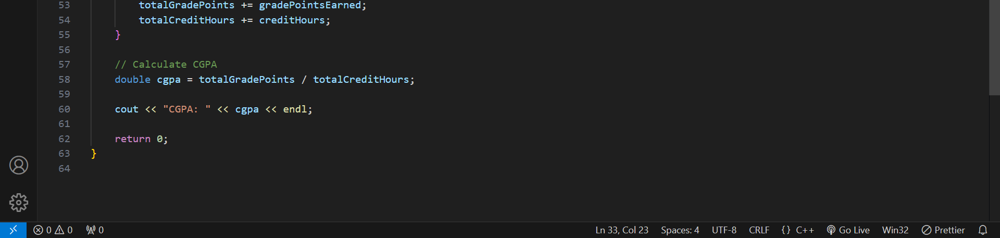 53 totalGradePoints += gradePointsEarned;
54 totalCreditHours += creditHours;
55 }
56
57 // Calculate CGPA
58 double cgpa = totalGradePoints / totalCreditHours;
59
60 cout << "CGPA: " << cgpa << endl;
61
62 return 0;
63 }
64
0 0 0 Ln 33, Col 23 Spaces: 4 UTF-8 CRLF {} C++ Go Live Win32 Prettier